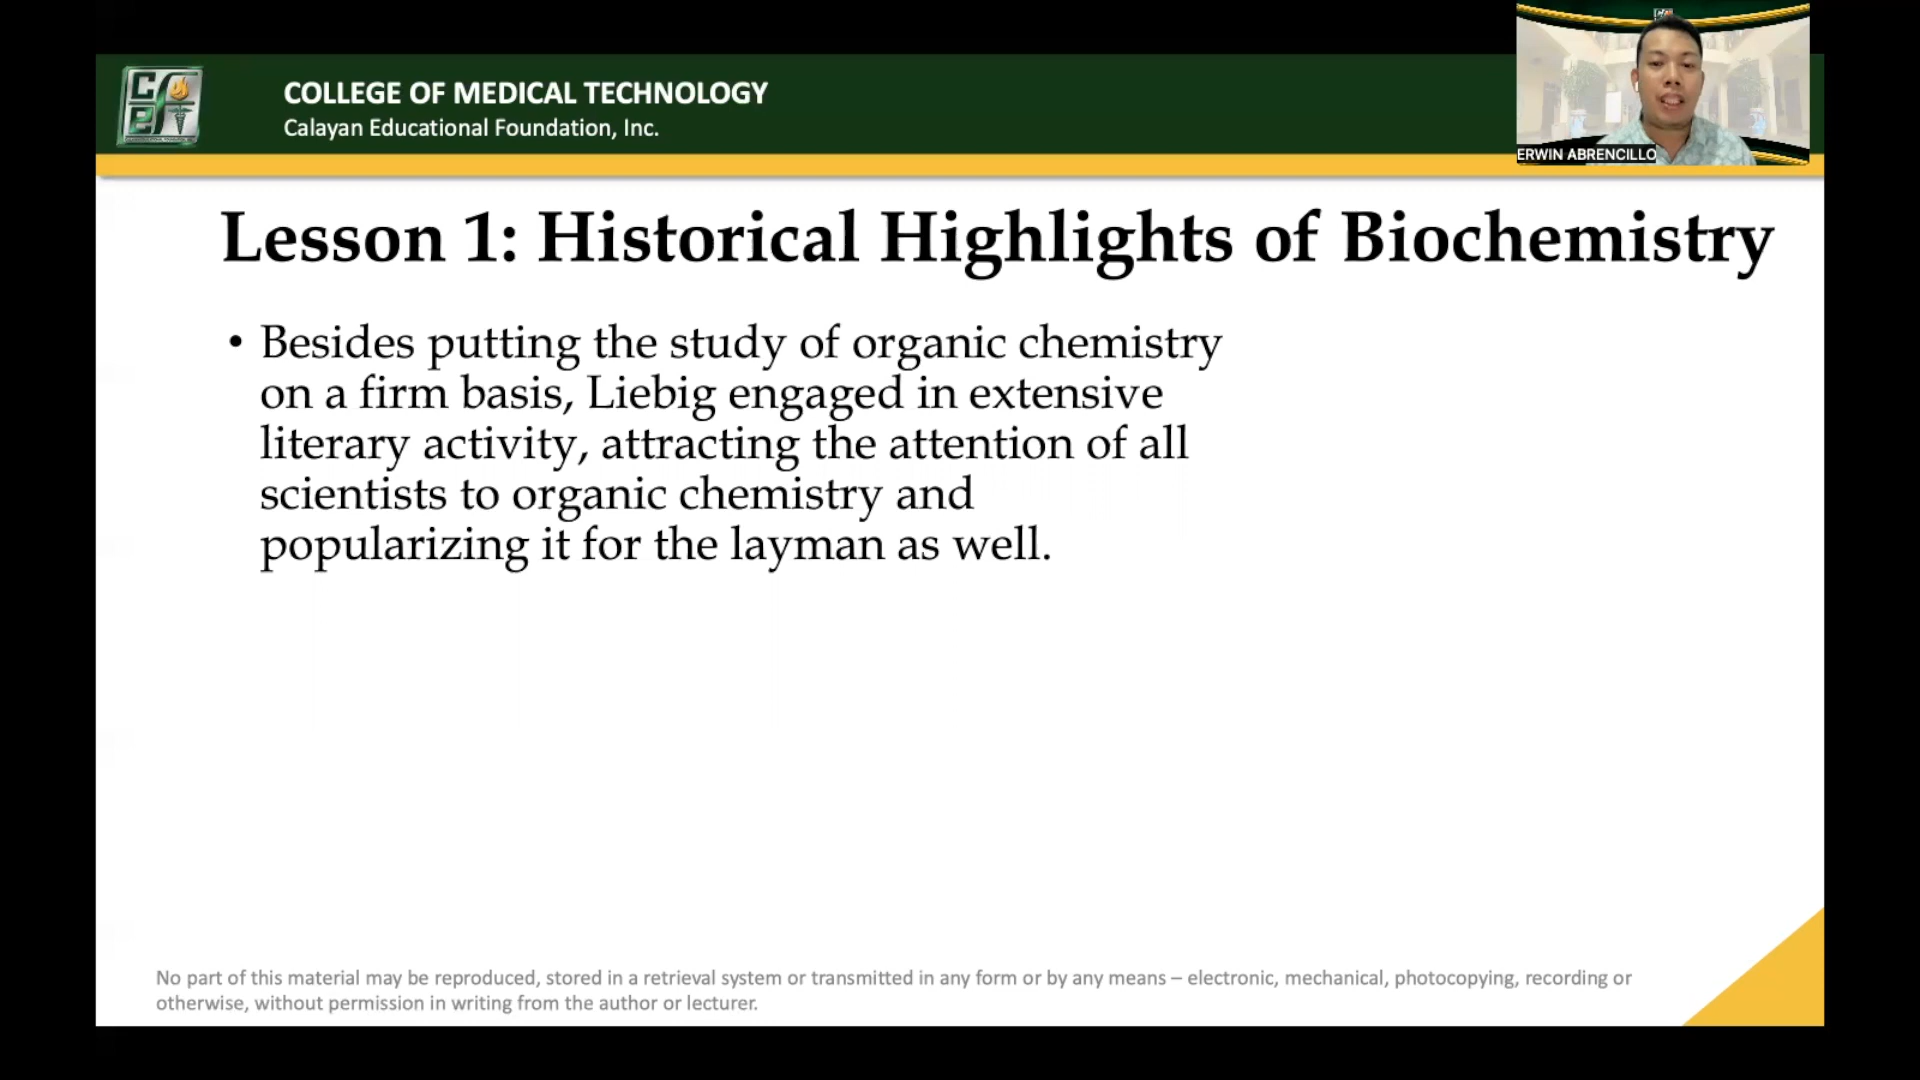 COLLEGE OF MEDICAL TECHNOLOGY
Calayan Educational Foundation, Inc.
ERWIN ABRENCILLO
Lesson 1: Historical Highlights of Biochemistry
• Besides putting the study of organic chemistry
on a firm basis, Liebig engaged in extensive
literary activity, attracting the attention of all
scientists to organic chemistry and
popularizing it for the layman as well.
No part of this material may be reproduced, stored in a retrieval system or transmitted in any form or by any means – electronic, mechanical, photocopying, recording or
otherwise, without permission in writing from the author or lecturer.